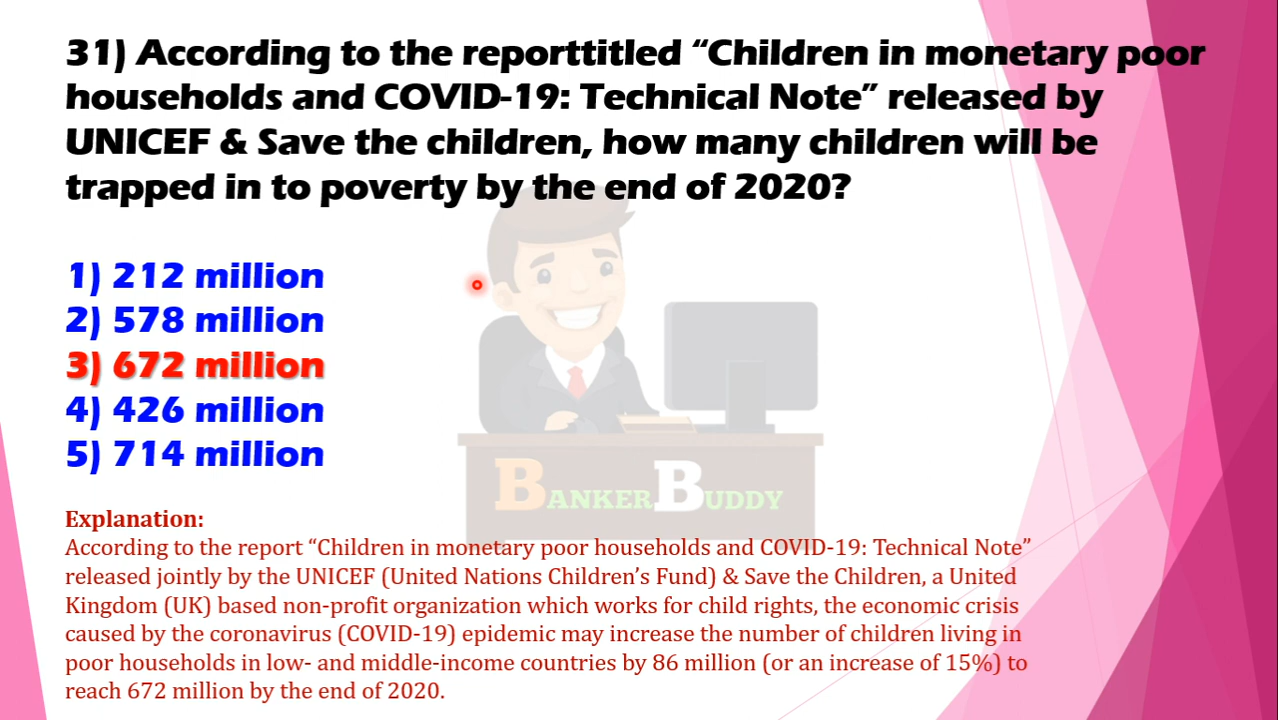 31) According to the reporttitled “Children in monetary poor
households and COVID-19: Technical Note” released by
UNICEF & Save the children, how many children will be
trapped in to poverty by the end of 2020?
1) 212 million
2) 578 million
3) 672 million
4) 426 million
5) 714 million
BANKERBUDDY
Explanation:
According to the report “Children in monetary poor households and COVID-19: Technical Note”
released jointly by the UNICEF (United Nations Children’s Fund) & Save the Children, a United
Kingdom (UK) based non-profit organization which works for child rights, the economic crisis
caused by the coronavirus (COVID-19) epidemic may increase the number of children living in
poor households in low- and middle-income countries by 86 million (or an increase of 15%) to
reach 672 million by the end of 2020.